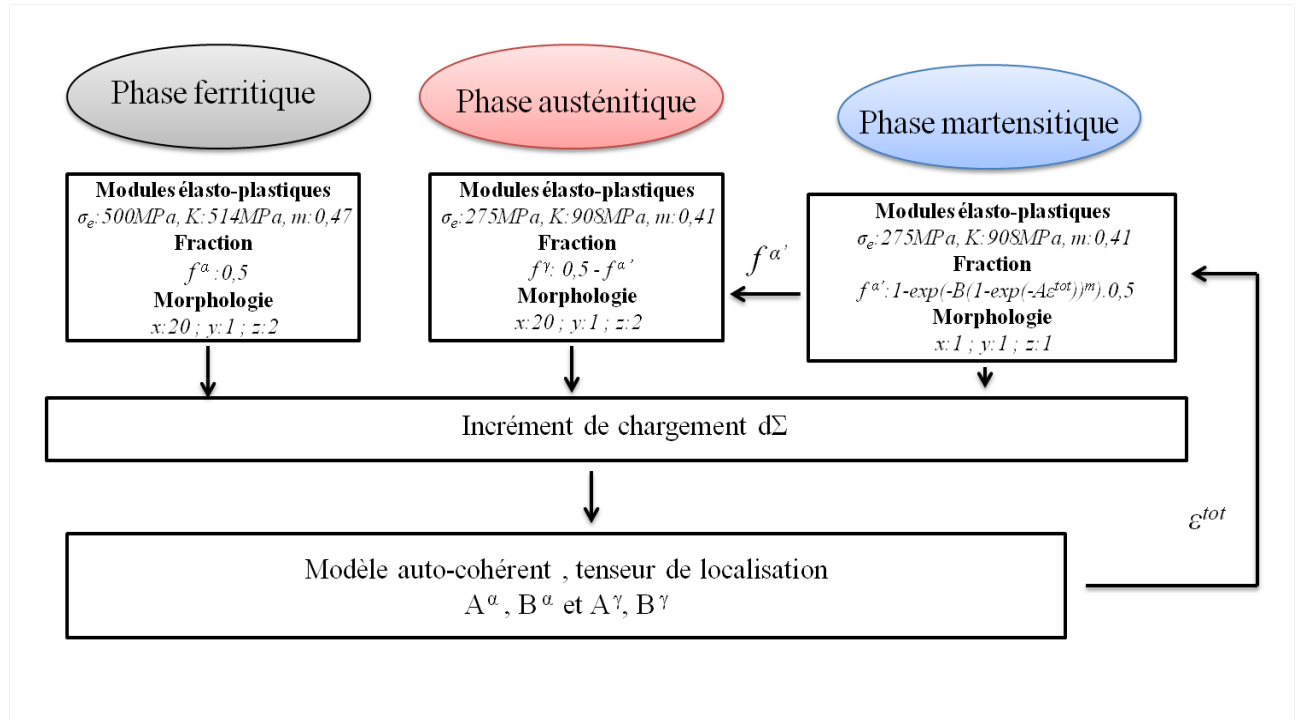 Phase ferritique
Modules élasto-plastiques
σₑ:500MPa, K:514MPa, m:0,47
Fraction
f^α :0,5
Morphologie
x:20 ; y:1 ; z:2
Phase austénitique
Modules élasto-plastiques
σₑ:275MPa, K:908MPa, m:0,41
Fraction
f^γ: 0,5 - f^α’
Morphologie
x:20 ; y:1 ; z:2
f^α’
Phase martensitique
Modules élasto-plastiques
σₑ:275MPa, K:908MPa, m:0,41
Fraction
f^α’:1-exp(-B(1-exp(-Aε^tot))^m).0,5
Morphologie
x:1 ; y:1 ; z:1
Incrément de chargement dΣ
ε^tot
Modèle auto-cohérent , tenseur de localisation
A^α , B^α et A^γ, B^γ